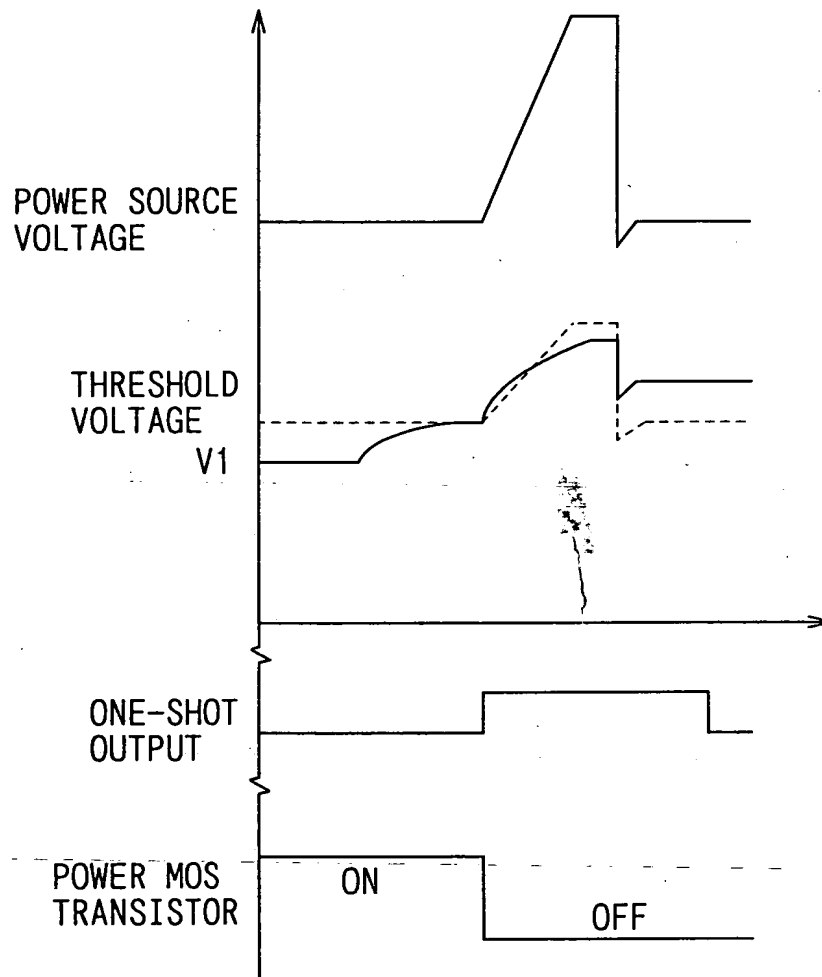 POWER SOURCE
VOLTAGE
THRESHOLD
VOLTAGE
V1
ONE-SHOT
OUTPUT
POWER MOS
TRANSISTOR
ON
OFF